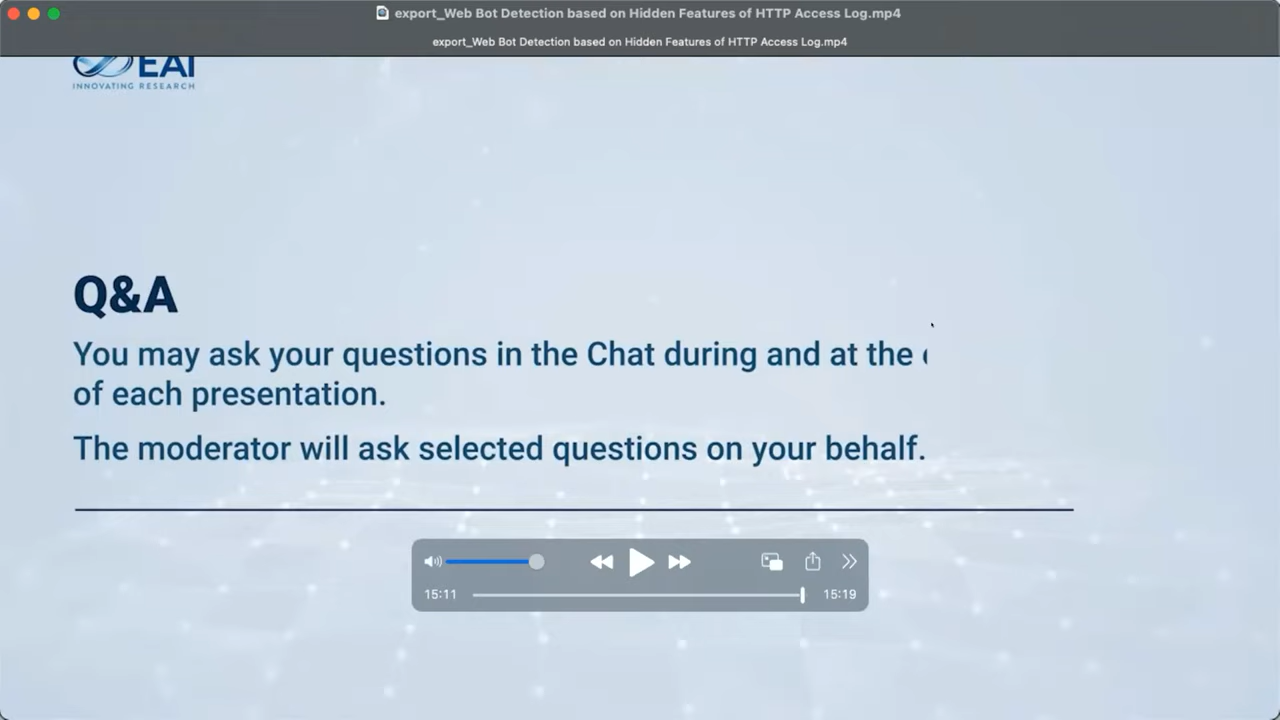 export_Web Bot Detection based on Hidden Features of HTTP Access Log.mp4
export_Web Bot Detection based on Hidden Features of HTTP Access Log.mp4
EAI
INNOVATING RESEARCH
Q&A
You may ask your questions in the Chat during and at the
of each presentation.
The moderator will ask selected questions on your behalf.
15:11
15:19